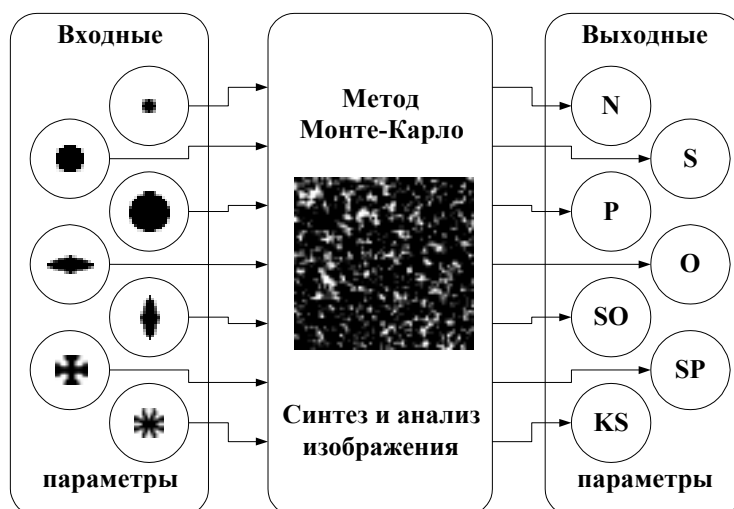 Входные
параметры
Метод
Монте-Карло
Синтез и анализ
изображения
Выходные
N
S
P
O
SO
SP
KS
параметры